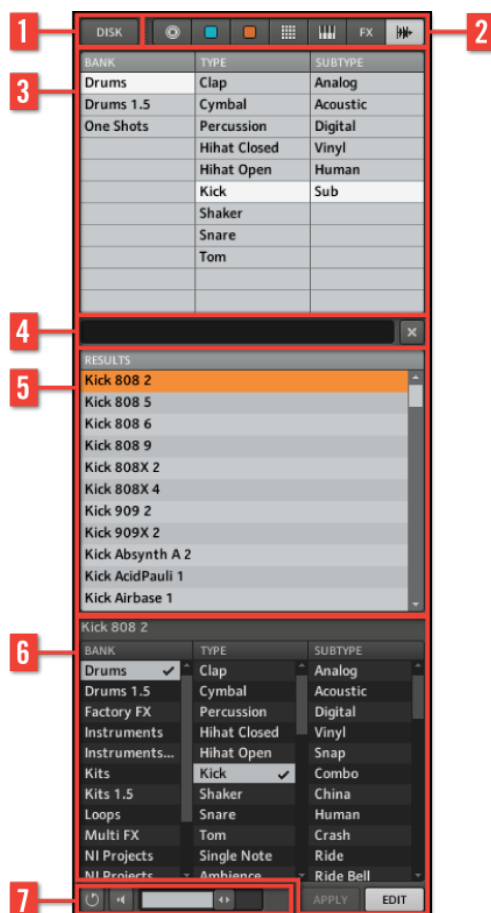 1
DISK
FX
2
3
BANK TYPE SUBTYPE
Drums Clap Analog
Drums 1.5 Cymbal Acoustic
One Shots Percussion Digital
Hihat Closed Vinyl
Hihat Open Human
Kick Sub
Shaker
Snare
Tom
4
×
5
RESULTS
Kick 808 2
Kick 808 5
Kick 808 6
Kick 808 9
Kick 808X 2
Kick 808X 4
Kick 909 2
Kick 909X 2
Kick Absynth A 2
Kick AcidPauli 1
Kick Airbase 1
6
Kick 808 2
BANK TYPE SUBTYPE
Drums Clap Analog
Drums 1.5 Cymbal Acoustic
Factory FX Percussion Digital
Instruments Hihat Closed Vinyl
Instruments... Hihat Open Snap
Kits Kick Combo
Kits 1.5 Shaker China
Loops Snare Human
Multi FX Tom Crash
NI Projects Single Note Ride
NI Projects Ambience Ride Bell
7
APPLY EDIT